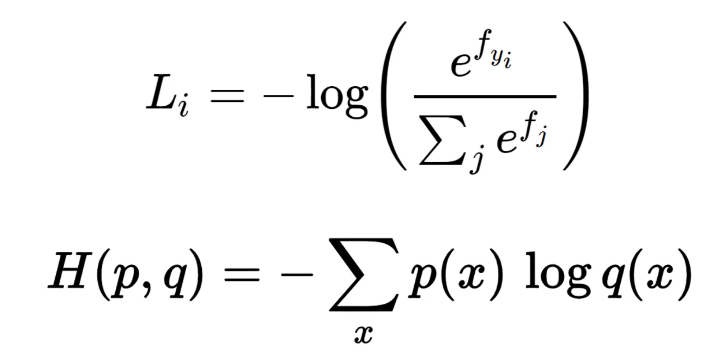 $L_i = -\log\left(\frac{e^{f_{y_i}}}{\sum_j e^{f_j}}\right)$
$H(p, q) = -\sum_x p(x) \log q(x)$